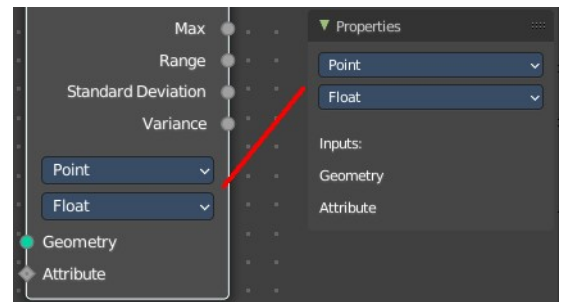 Max
Range
Standard Deviation
Variance
Point
Float
Geometry
Attribute
Properties
Point
Float
Inputs:
Geometry
Attribute